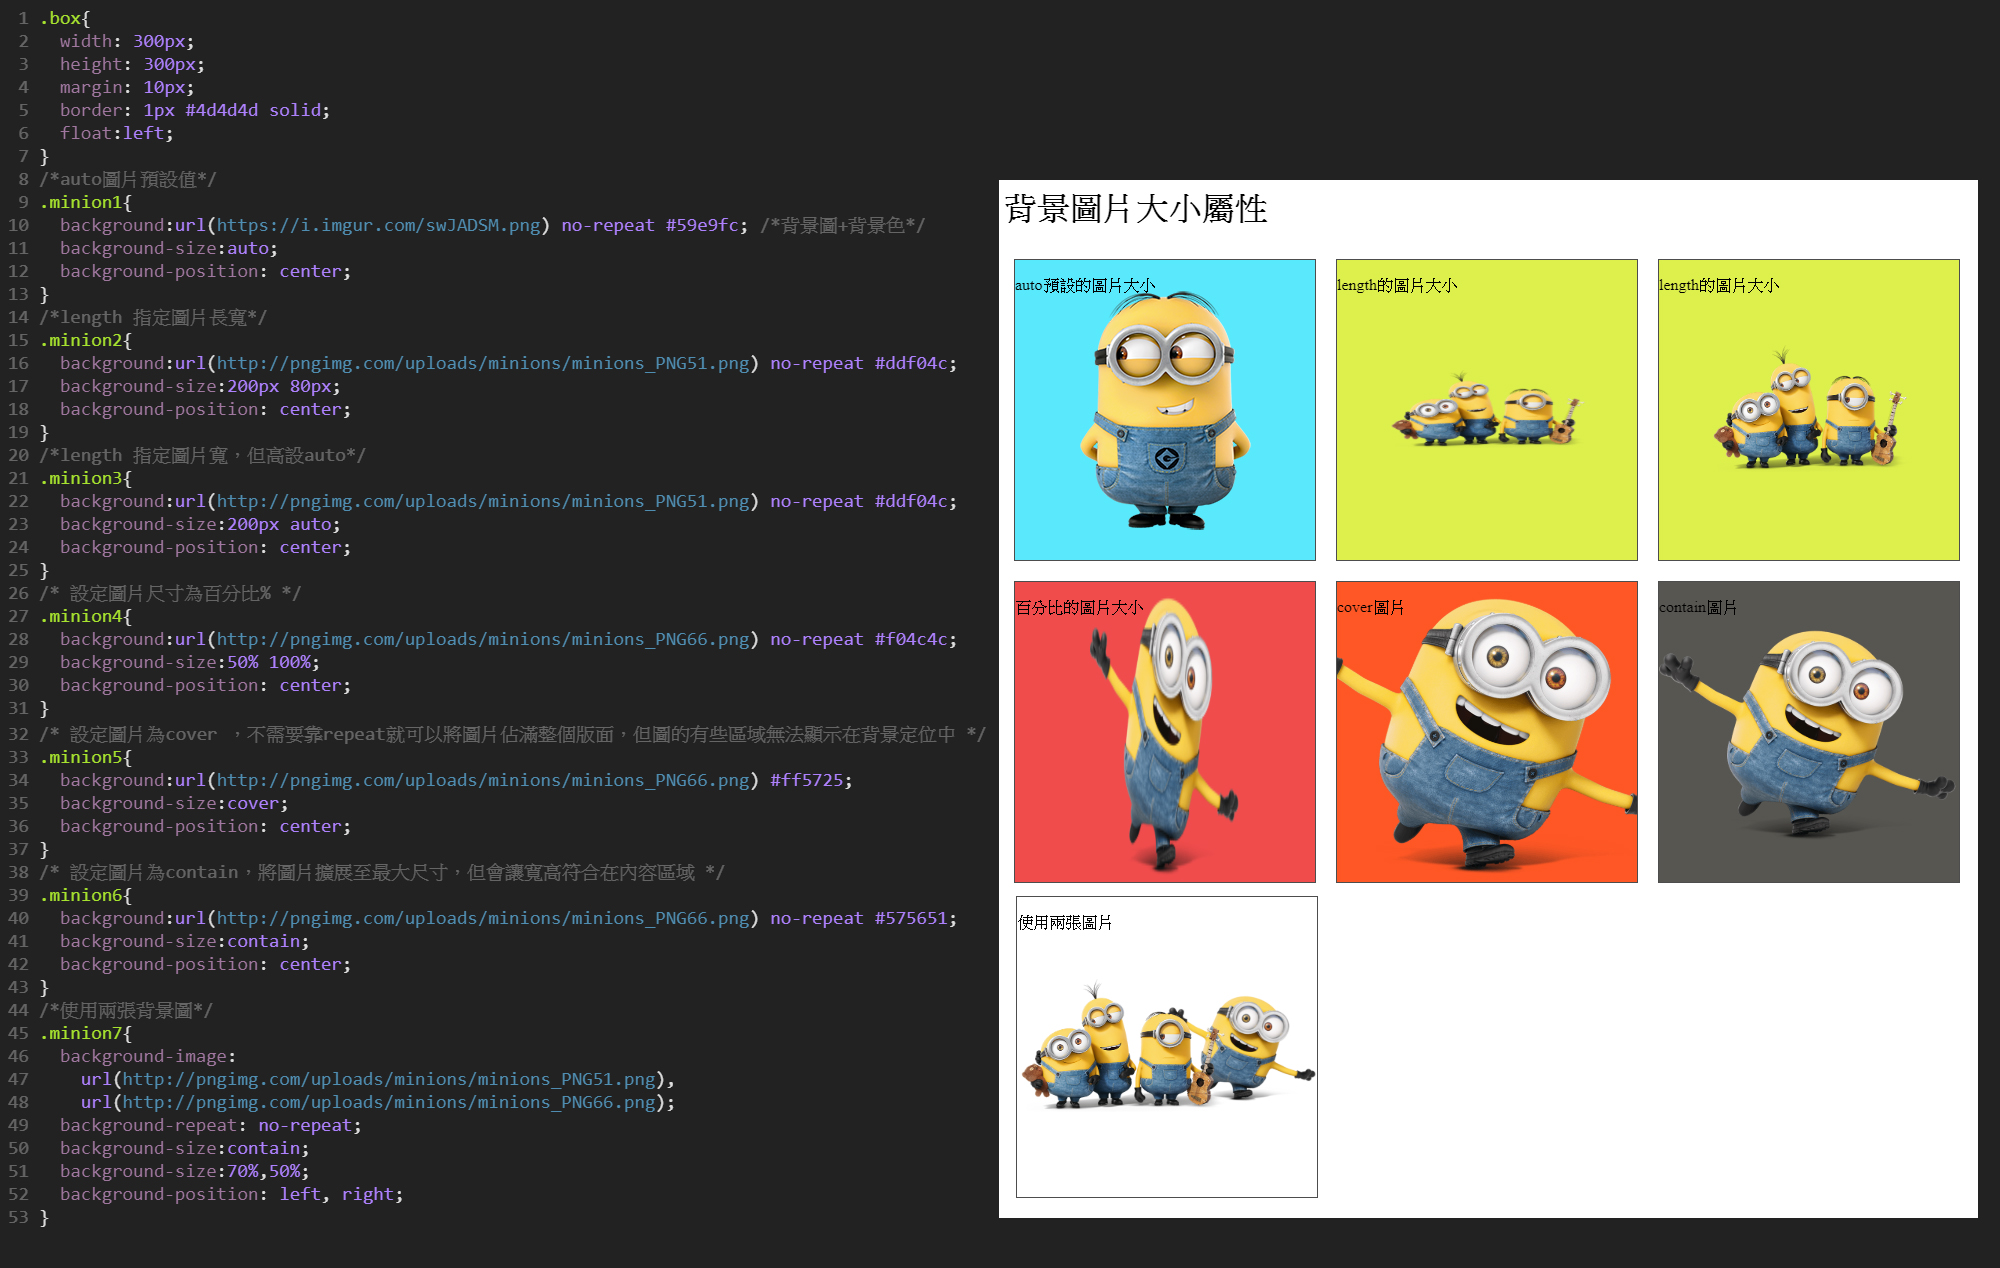 1 .box{
2 width: 300px;
3 height: 300px;
4 margin: 10px;
5 border: 1px #4d4d4d solid;
6 float:left;
7 }
8 /*auto圖片預設值*/
9 .minion1{
10 background:url(https://i.imgur.com/swJADSM.png) no-repeat #59e9fc; /*背景圖+背景色*/
11 background-size:auto;
12 background-position: center;
13 }
14 /*length 指定圖片長寬*/
15 .minion2{
16 background:url(http://pngimg.com/uploads/minions/minions_PNG51.png) no-repeat #ddf04c;
17 background-size:200px 80px;
18 background-position: center;
19 }
20 /*length 指定圖片寬，但高設auto*/
21 .minion3{
22 background:url(http://pngimg.com/uploads/minions/minions_PNG51.png) no-repeat #ddf04c;
23 background-size:200px auto;
24 background-position: center;
25 }
26 /* 設定圖片尺寸為百分比% */
27 .minion4{
28 background:url(http://pngimg.com/uploads/minions/minions_PNG66.png) no-repeat #f04c4c;
29 background-size:50% 100%;
30 background-position: center;
31 }
32 /* 設定圖片為cover ，不需要靠repeat就可以將圖片佔滿整個版面，但圖的有些區域無法顯示在背景定位中 */
33 .minion5{
34 background:url(http://pngimg.com/uploads/minions/minions_PNG66.png) #ff5725;
35 background-size:cover;
36 background-position: center;
37 }
38 /* 設定圖片為contain，將圖片擴展至最大尺寸，但會讓寬高符合在內容區域 */
39 .minion6{
40 background:url(http://pngimg.com/uploads/minions/minions_PNG66.png) no-repeat #575651;
41 background-size:contain;
42 background-position: center;
43 }
44 /*使用兩張背景圖*/
45 .minion7{
46 background-image:
47 url(http://pngimg.com/uploads/minions/minions_PNG51.png),
48 url(http://pngimg.com/uploads/minions/minions_PNG66.png);
49 background-repeat: no-repeat;
50 background-size:contain;
51 background-size:70%,50%;
52 background-position: left, right;
53 }
背景圖片大小屬性
auto預設的圖片大小
length的圖片大小
length的圖片大小
百分比的圖片大小
cover圖片
contain圖片
使用兩張圖片